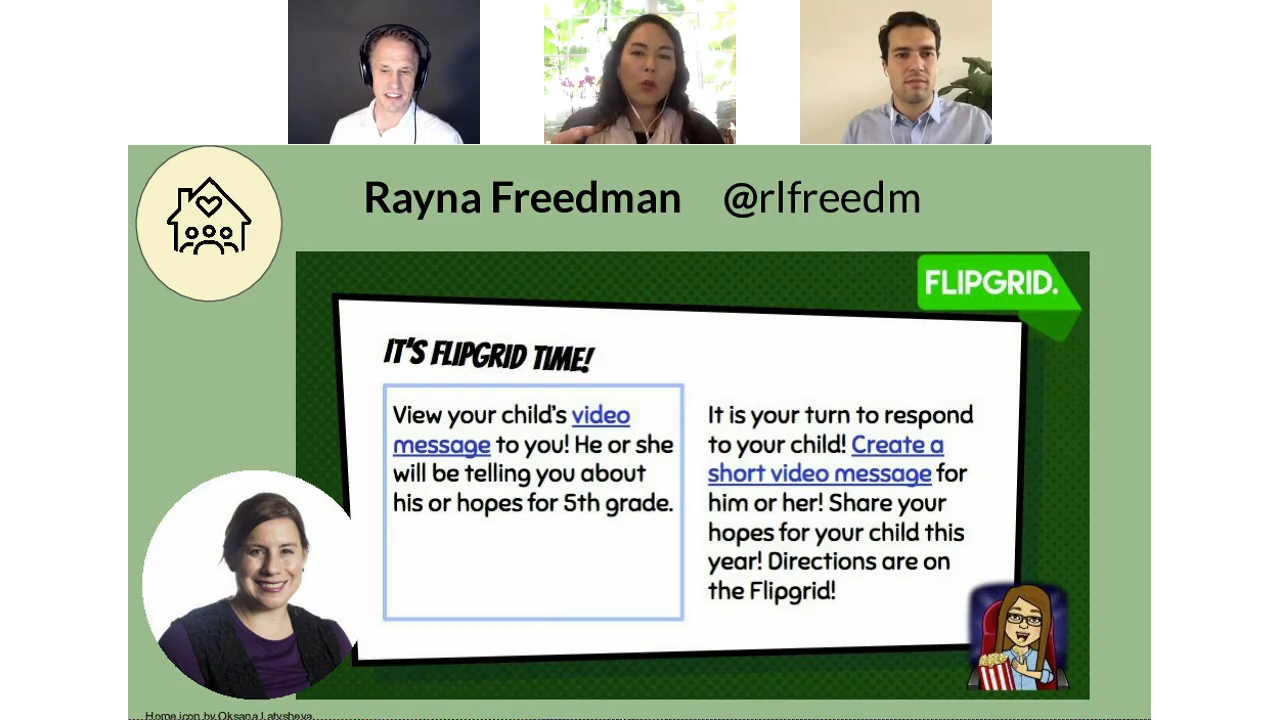 Rayna Freedman @rlfreedm
FLIPGRID.
IT'S FLIPGRID TIME!
View your child's video
message to you! He or she
will be telling you about
his or hopes for 5th grade.
It is your turn to respond
to your child! Create a
short video message for
him or her! Share your
hopes for your child this
year! Directions are on
the Flipgrid!
Home icon by Oksana Latysheva.